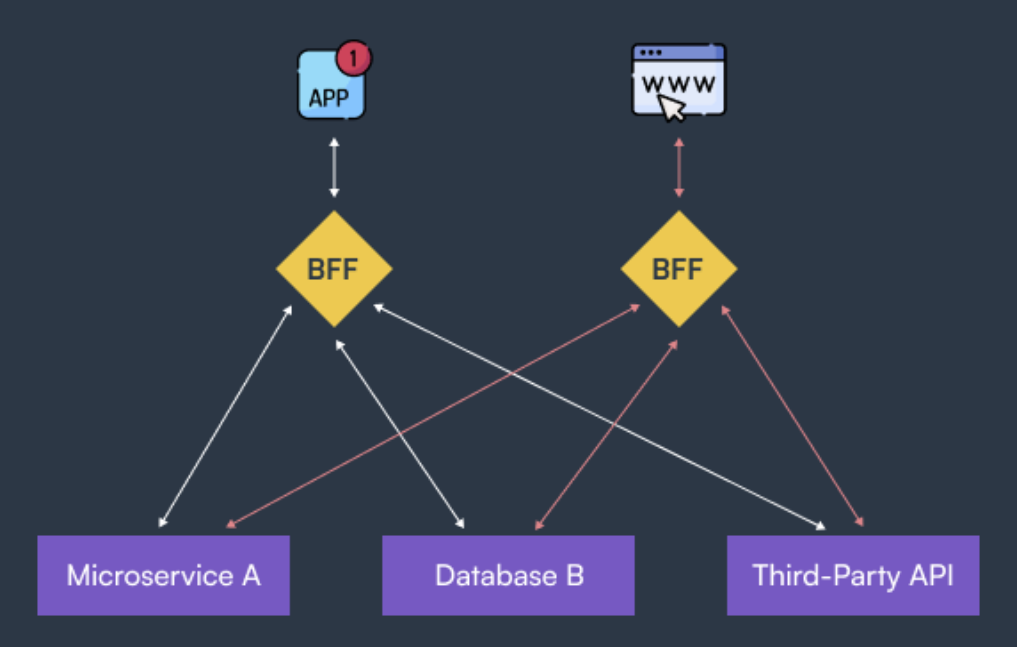 1
APP
WWW
BFF
BFF
Microservice A
Database B
Third-Party API